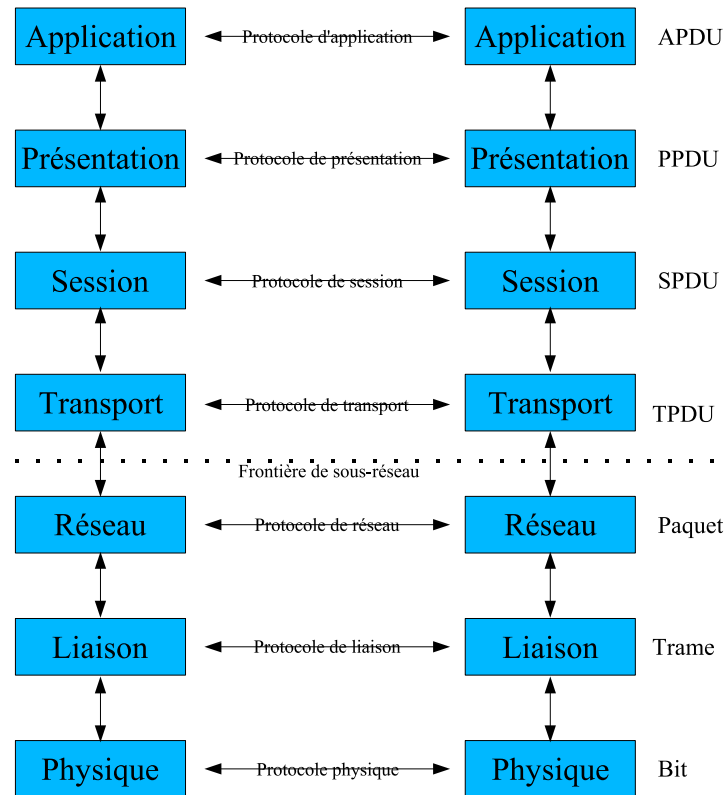 Application Protocole d'application Application APDU
Présentation Protocole de présentation Présentation PPDU
Session Protocole de session Session SPDU
Transport Protocole de transport Transport TPDU
Frontière de sous-réseau
Réseau Protocole de réseau Réseau Paquet
Liaison Protocole de liaison Liaison Trame
Physique Protocole physique Physique Bit